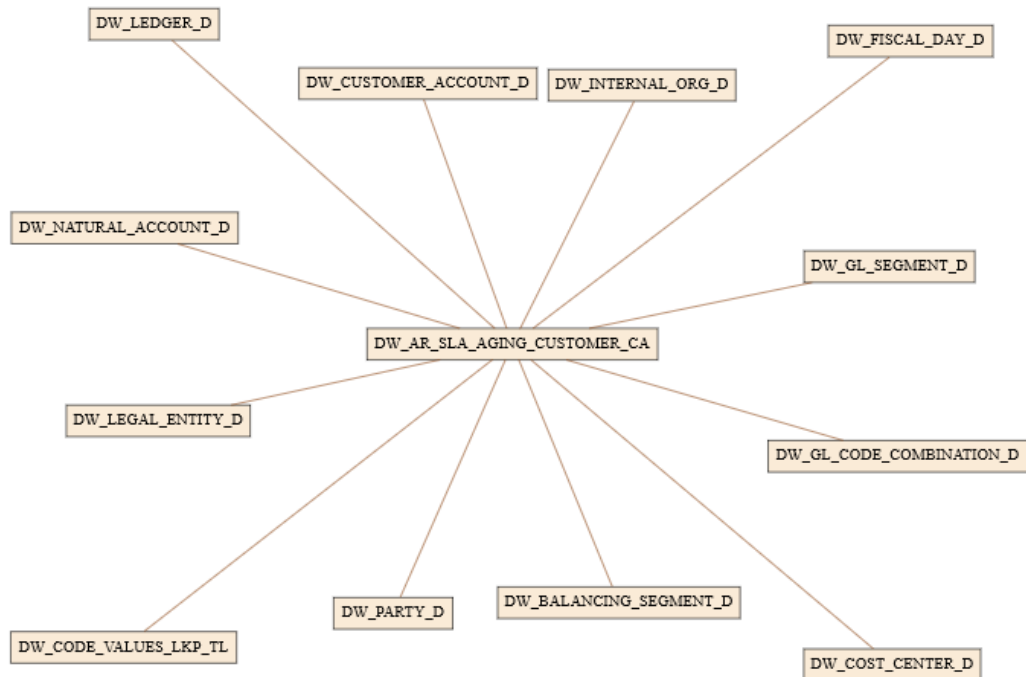 DW_LEDGER_D
DW_FISCAL_DAY_D
DW_CUSTOMER_ACCOUNT_D
DW_INTERNAL_ORG_D
DW_NATURAL_ACCOUNT_D
DW_GL_SEGMENT_D
DW_AR_SLA_AGING_CUSTOMER_CA
DW_LEGAL_ENTITY_D
DW_GL_CODE_COMBINATION_D
DW_PARTY_D
DW_BALANCING_SEGMENT_D
DW_CODE_VALUES_LKP_TL
DW_COST_CENTER_D